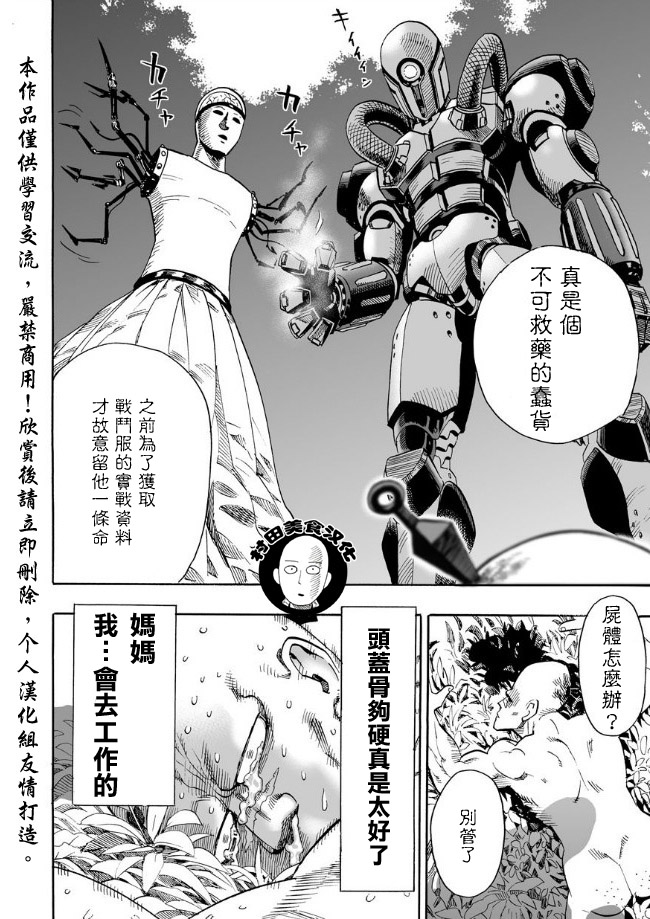 キィィィィン
カチャ
カチャ
カチャ
真是個
不可救藥的蠢貨
之前為了獲取
戰鬥服的實戰資料
才故意留他一條命
村田美食汉化
屍體怎麼辦？
別管了
頭蓋骨夠硬真是太好了
媽媽
我…會去工作的
本作品僅供學習交流，嚴禁商用！欣賞後請立即刪除，个人漢化組友情打造。